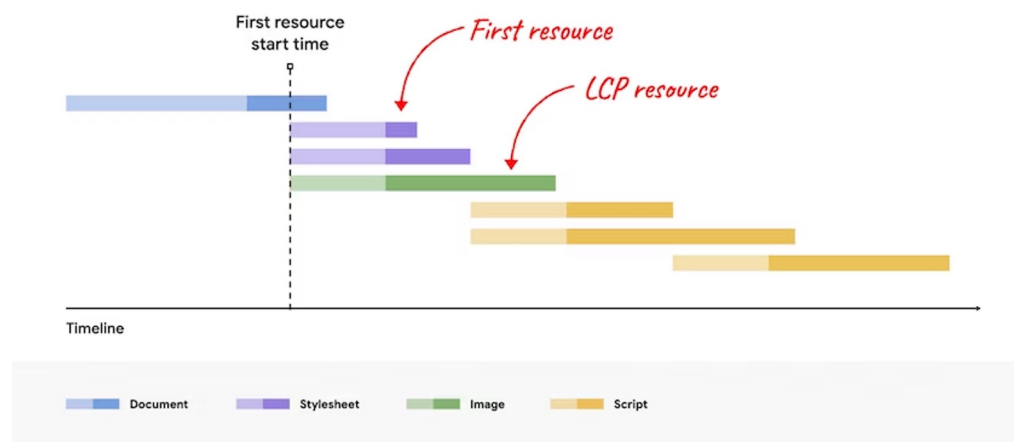 First resource
start time
First resource
LCP resource
Timeline
Document
Stylesheet
Image
Script